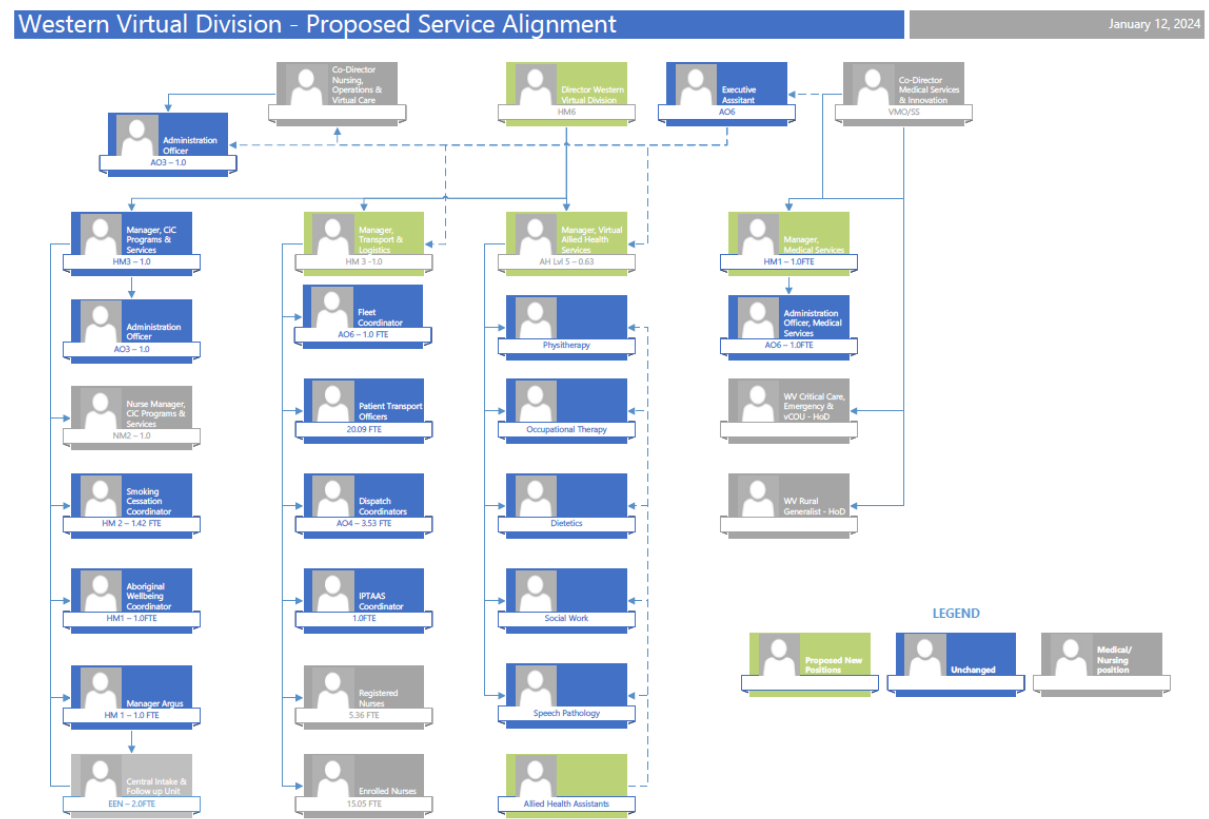 Western Virtual Division - Proposed Service Alignment
January 12, 2024
Co-Director
Nursing,
Operations &
Virtual Care
Director Western
Virtual Division
HM6
Executive
Asssitant
AO6
Co-Director
Medical Services
& Innovation
VMO/SS
Administration
Officer
AO3 – 1.0
Manager, CiC
Programs &
Services
HM3 – 1.0
Manager,
Transport &
Logistics
HM 3 -1.0
Manager, Virtual
Allied Health
Services
AH Lvl 5 – 0.63
Manager,
Medical Services
HM1 – 1.0FTE
Administration
Officer
AO3 – 1.0
Fleet
Coordinator
AO6 – 1.0 FTE
Physitherapy
Administration
Officer, Medical
Services
AO6 – 1.0FTE
Nurse Manager,
CiC Programs &
Services
NM2 – 1.0
Patient Transport
Officers
20.09 FTE
Occupational Therapy
WV Critical Care,
Emergency &
vCOU - HoD
Smoking
Cessation
Coordinator
HM 2 – 1.42 FTE
Dispatch
Coordinators
AO4 – 3.53 FTE
Dietetics
WV Rural
Generalist - HoD
Aboriginal
Wellbeing
Coordinator
HM1 – 1.0FTE
IPTAAS
Coordinator
1.0FTE
Social Work
Manager Argus
HM 1 – 1.0 FTE
Registered
Nurses
5.36 FTE
Speech Pathology
Central Intake &
Follow up Unit
EEN – 2.0FTE
Enrolled Nurses
15.05 FTE
Allied Health Assistants
LEGEND
Proposed New
Positions
Unchanged
Medical/
Nursing
position